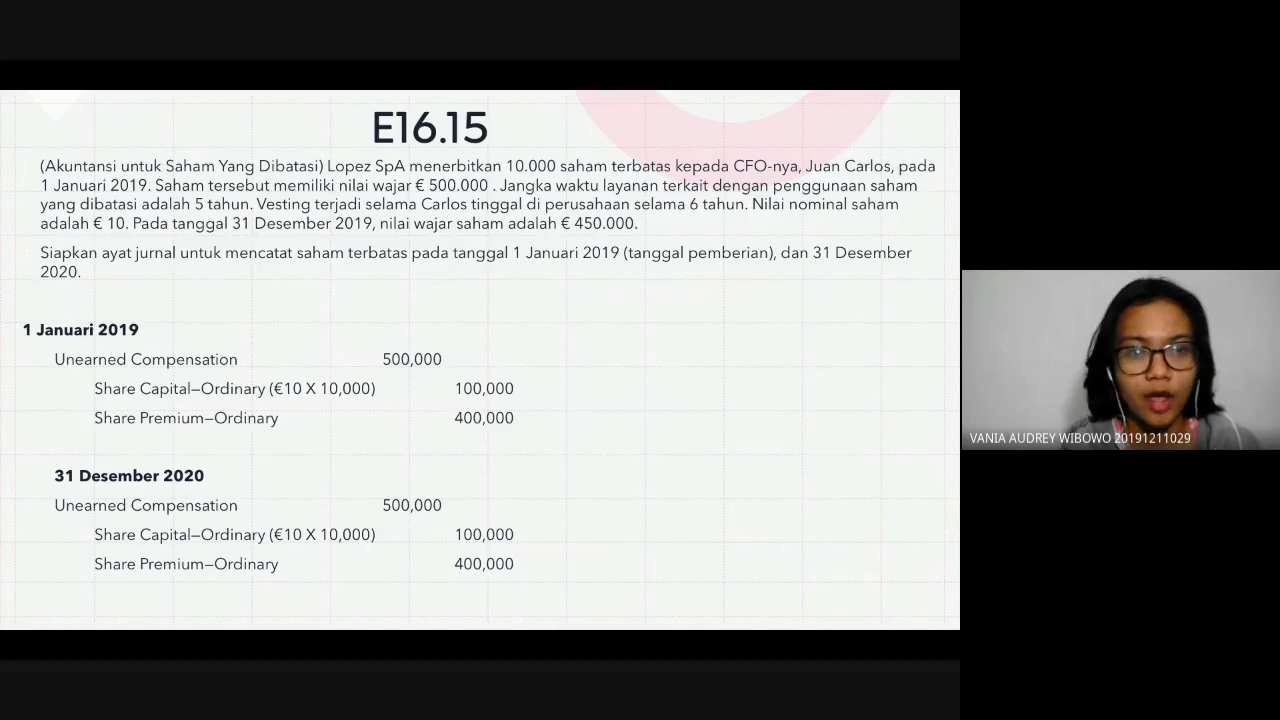 E16.15
(Akuntansi untuk Saham Yang Dibatasi) Lopez SpA menerbitkan 10.000 saham terbatas kepada CFO-nya, Juan Carlos, pada
1 Januari 2019. Saham tersebut memiliki nilai wajar € 500.000 . Jangka waktu layanan terkait dengan penggunaan saham
yang dibatasi adalah 5 tahun. Vesting terjadi selama Carlos tinggal di perusahaan selama 6 tahun. Nilai nominal saham
adalah € 10. Pada tanggal 31 Desember 2019, nilai wajar saham adalah € 450.000.
Siapkan ayat jurnal untuk mencatat saham terbatas pada tanggal 1 Januari 2019 (tanggal pemberian), dan 31 Desember
2020.
1 Januari 2019
Unearned Compensation 500,000
Share Capital—Ordinary (€10 X 10,000) 100,000
Share Premium—Ordinary 400,000
31 Desember 2020
Unearned Compensation 500,000
Share Capital—Ordinary (€10 X 10,000) 100,000
Share Premium—Ordinary 400,000
VANIA AUDREY WIBOWO 20191211029